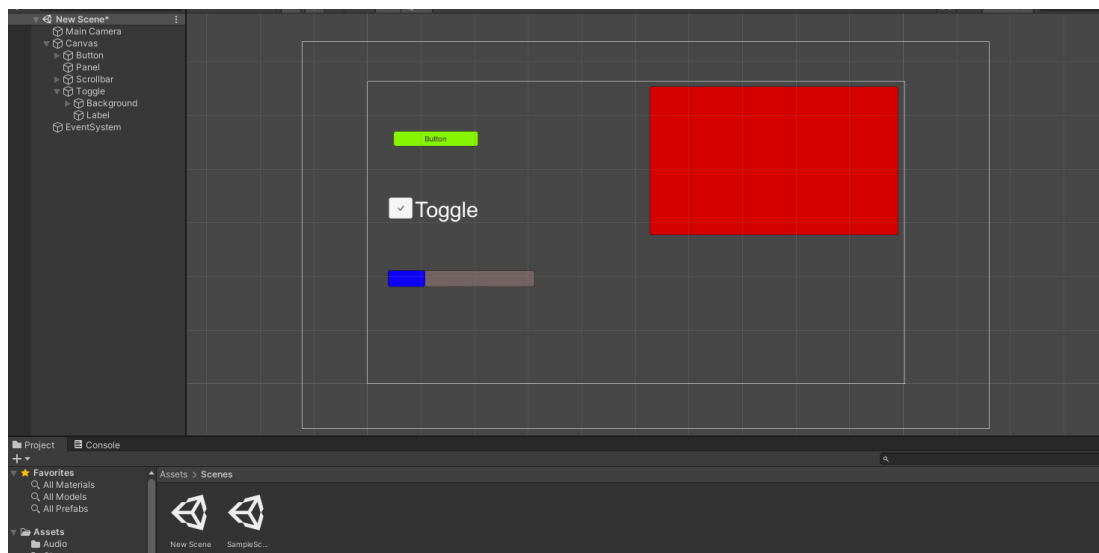 New Scene*
Main Camera
Canvas
Button
Panel
Scrollbar
Toggle
Background
Label
EventSystem
Button
Toggle
Project
Console
Favorites
All Materials
All Models
All Prefabs
Assets
Audio
Assets > Scenes
New Scene
SampleSc...